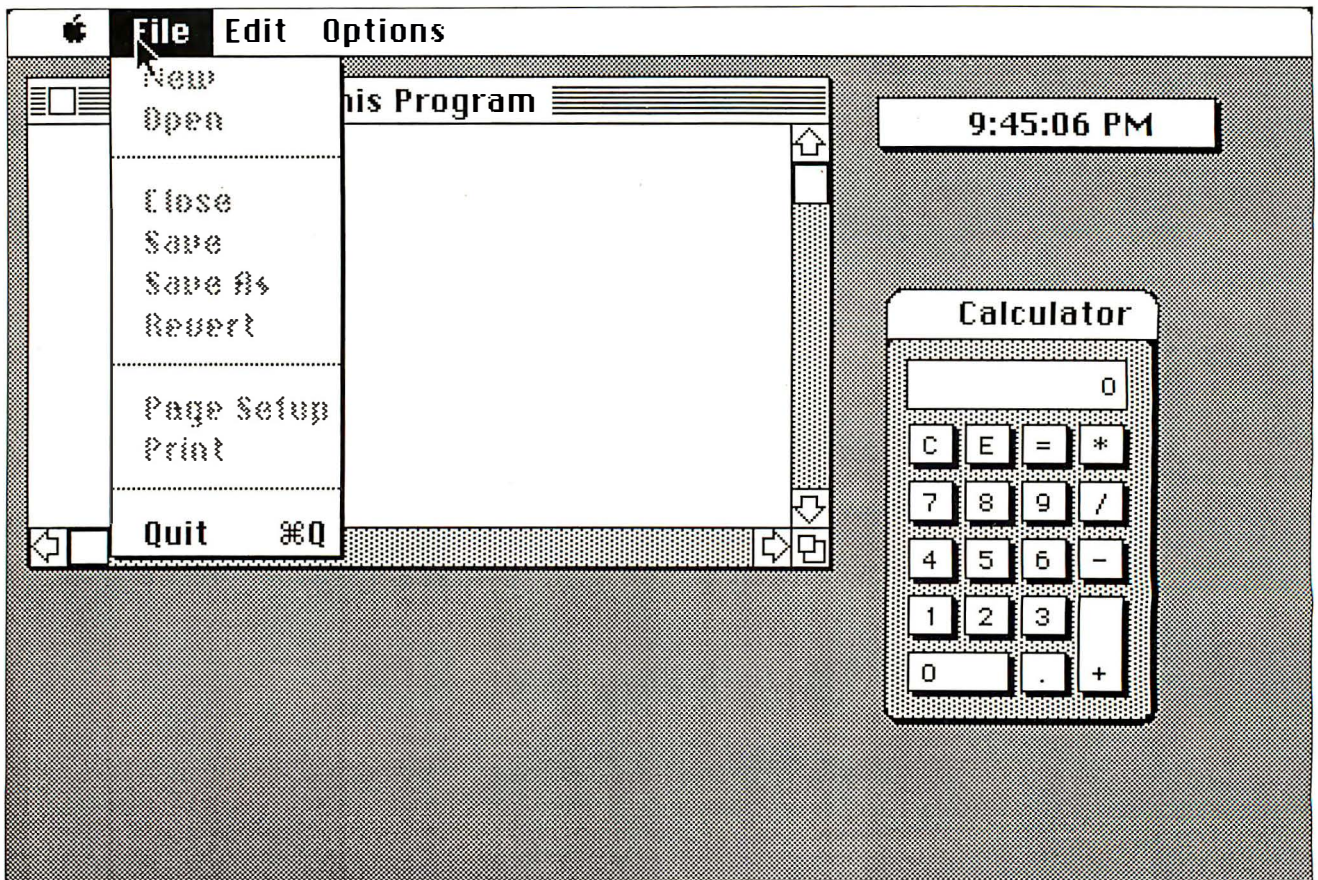 File Edit Options
New
Open
Close
Save
Save As
Revert
Page Setup
Print
Quit ⌘Q
his Program
9:45:06 PM
Calculator
0
C E = *
7 8 9 /
4 5 6 -
1 2 3
0 . +